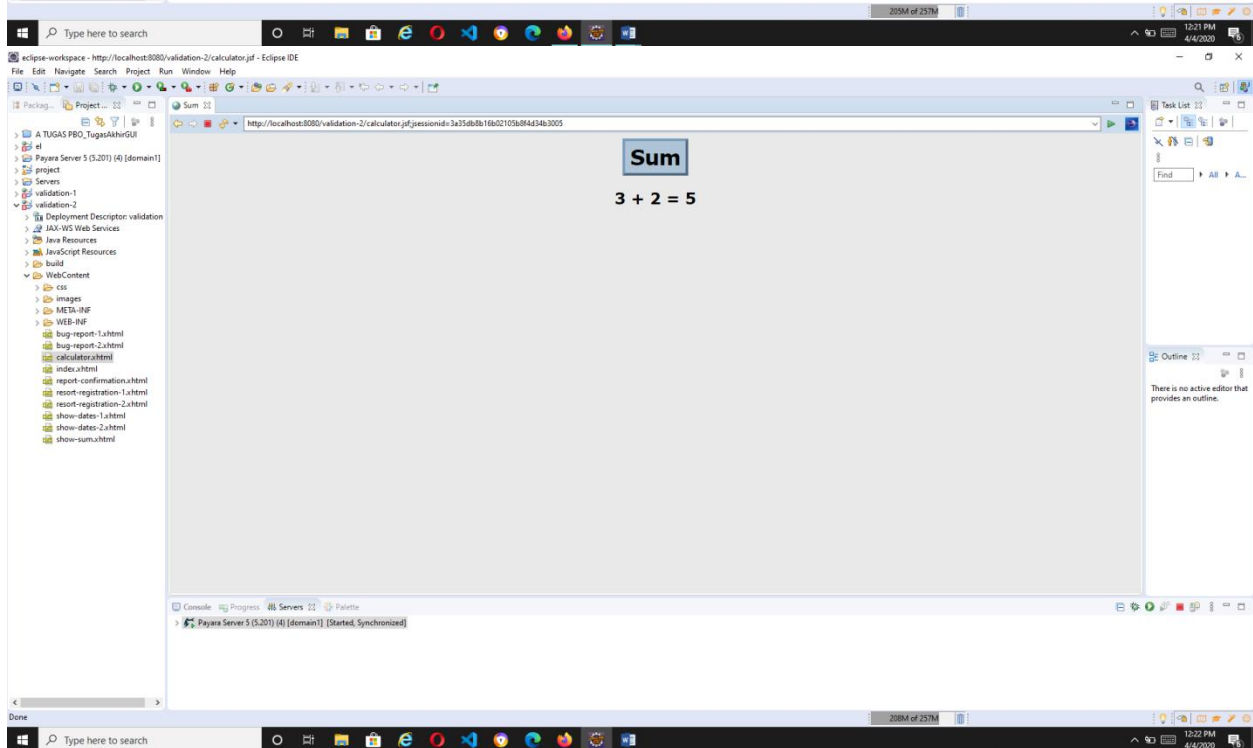 205M of 257M
Type here to search
12:21 PM
4/4/2020
eclipse-workspace - http://localhost:8080/validation-2/calculator.jsf - Eclipse IDE
File Edit Navigate Search Project Run Window Help
Packag... Project ...
A TUGAS PBO_TugasAkhirGUI
el
Payara Server 5 (5.201) (4) [domain1]
project
Servers
validation-1
validation-2
Deployment Descriptor: validation
JAX-WS Web Services
Java Resources
JavaScript Resources
build
WebContent
css
images
META-INF
WEB-INF
bug-report-1.xhtml
bug-report-2.xhtml
calculator.xhtml
index.xhtml
report-confirmation.xhtml
resort-registration-1.xhtml
resort-registration-2.xhtml
show-dates-1.xhtml
show-dates-2.xhtml
show-sum.xhtml
Sum
http://localhost:8080/validation-2/calculator.jsf;jsessionid=3a35db8b16b02105b8f4d34b3005
Sum
3 + 2 = 5
Task List
Find All A...
Outline
There is no active editor that
provides an outline.
Console Progress Servers Palette
Payara Server 5 (5.201) (4) [domain1] [Started, Synchronized]
Done
208M of 257M
Type here to search
12:22 PM
4/4/2020